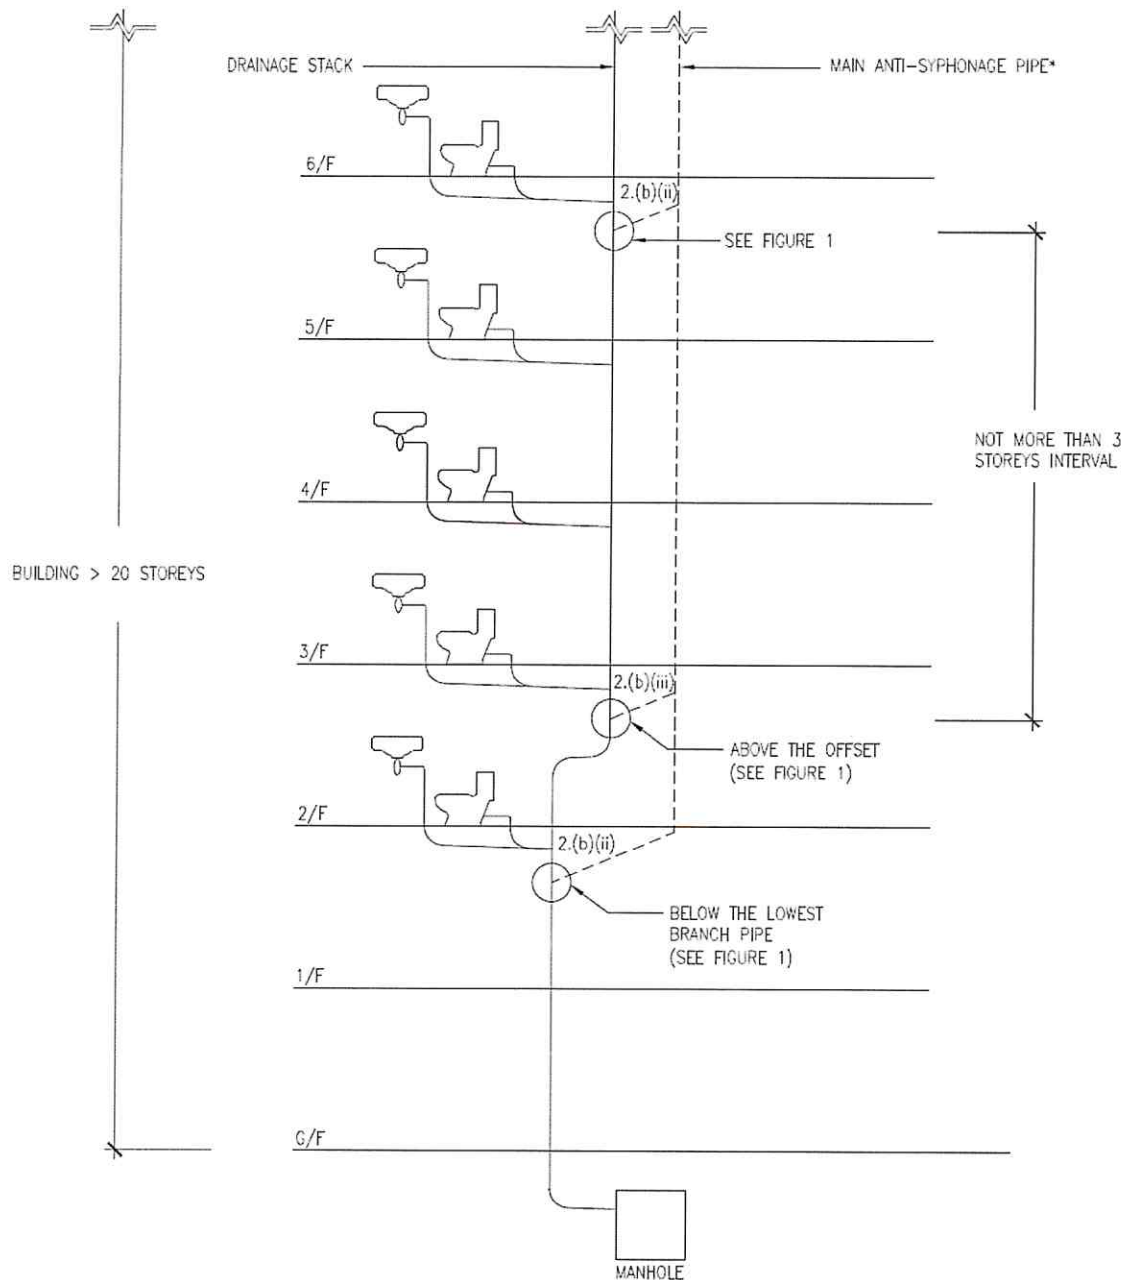 DRAINAGE STACK
MAIN ANTI-SYPHONAGE PIPE*
6/F
2.(b)(ii)
SEE FIGURE 1
5/F
NOT MORE THAN 3
STOREYS INTERVAL
4/F
BUILDING > 20 STOREYS
3/F
2.(b)(iii)
ABOVE THE OFFSET
(SEE FIGURE 1)
2/F
2.(b)(ii)
BELOW THE LOWEST
BRANCH PIPE
(SEE FIGURE 1)
1/F
G/F
MANHOLE